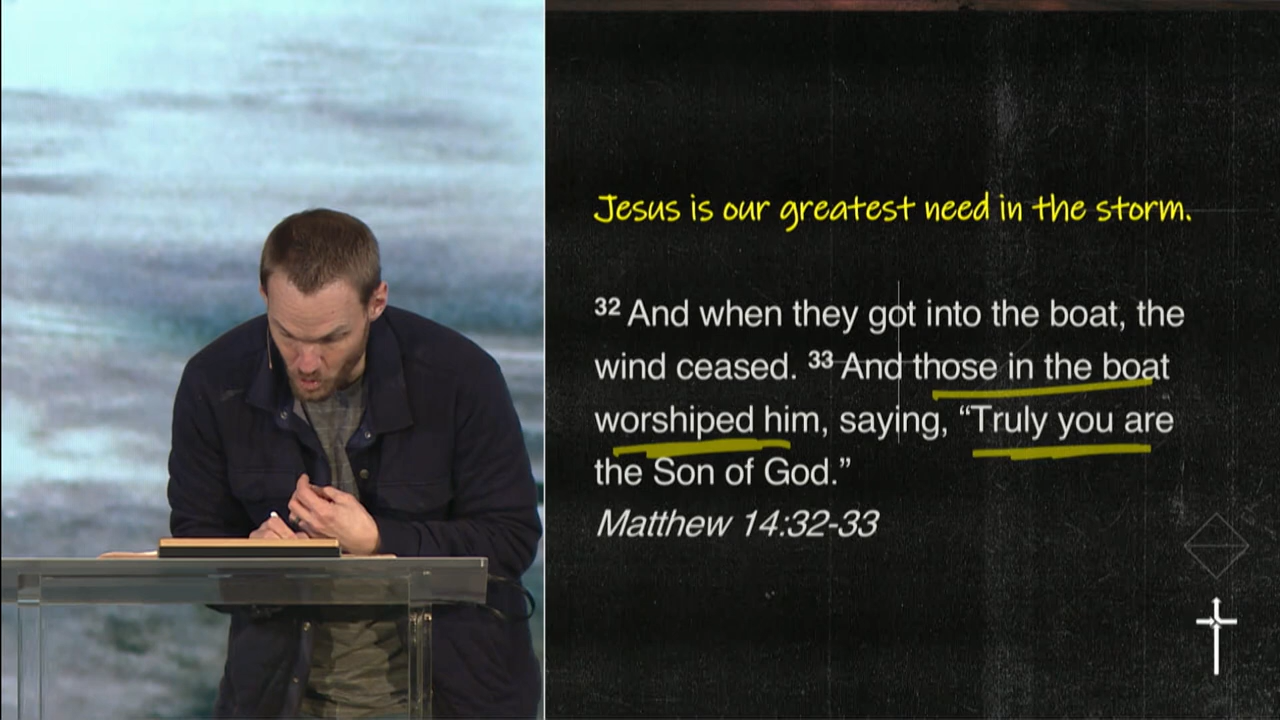 Jesus is our greatest need in the storm.
32 And when they got into the boat, the
wind ceased. 33 And those in the boat
worshiped him, saying, “Truly you are
the Son of God.”
Matthew 14:32-33